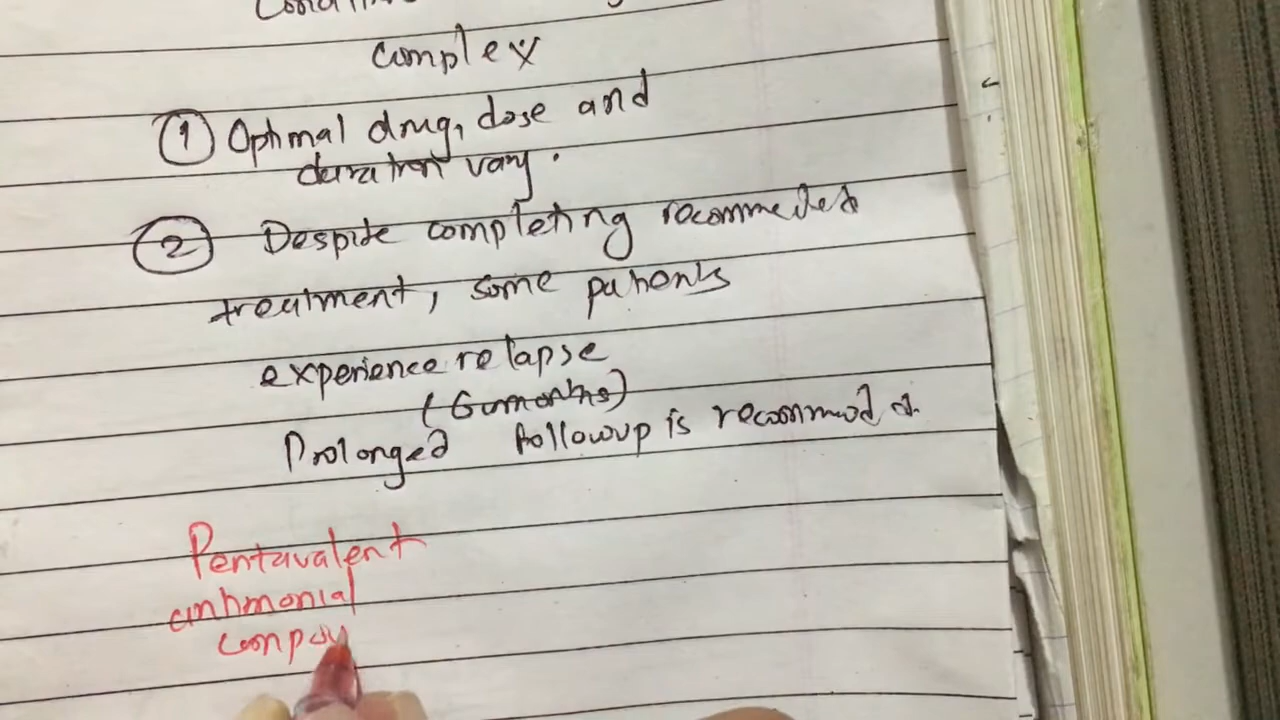 complex
① Optimal drug, dose and
duration vary.
② Despite completing recommended
treatment, some patients
experience relapse
(6 months)
Prolonged followup is recommended.
Pentavalent
antimonial
compou